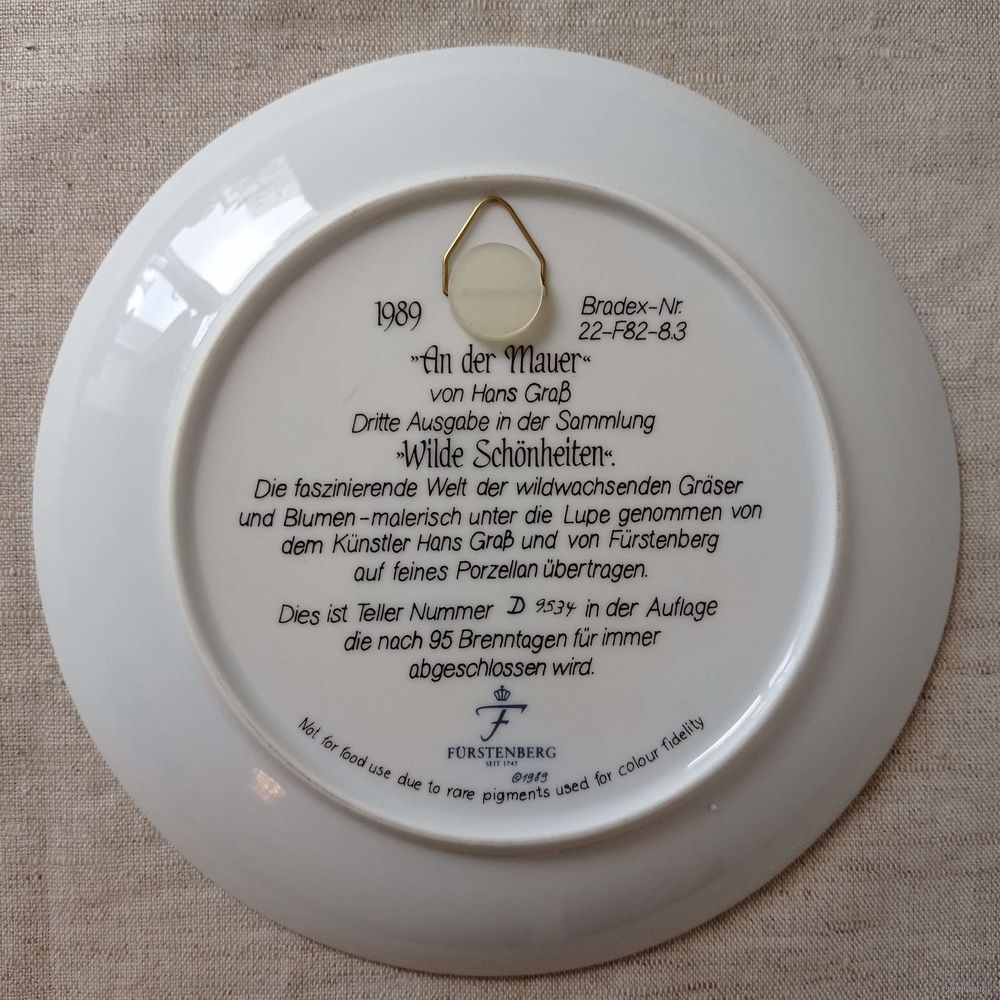 1989
Bradex-Nr.
22-F82-8.3
»An der Mauer«
von Hans Graß
Dritte Ausgabe in der Sammlung
»Wilde Schönheiten«.
Die faszinierende Welt der wildwachsenden Gräser
und Blumen-malerisch unter die Lupe genommen von
dem Künstler Hans Graß und von Fürstenberg
auf feines Porzellan übertragen.
Dies ist Teller Nummer D 9534 in der Auflage
die nach 95 Brenntagen für immer
abgeschlossen wird.
F
FÜRSTENBERG
SEIT 1747
©1989
Not for food use due to rare pigments used for colour fidelity